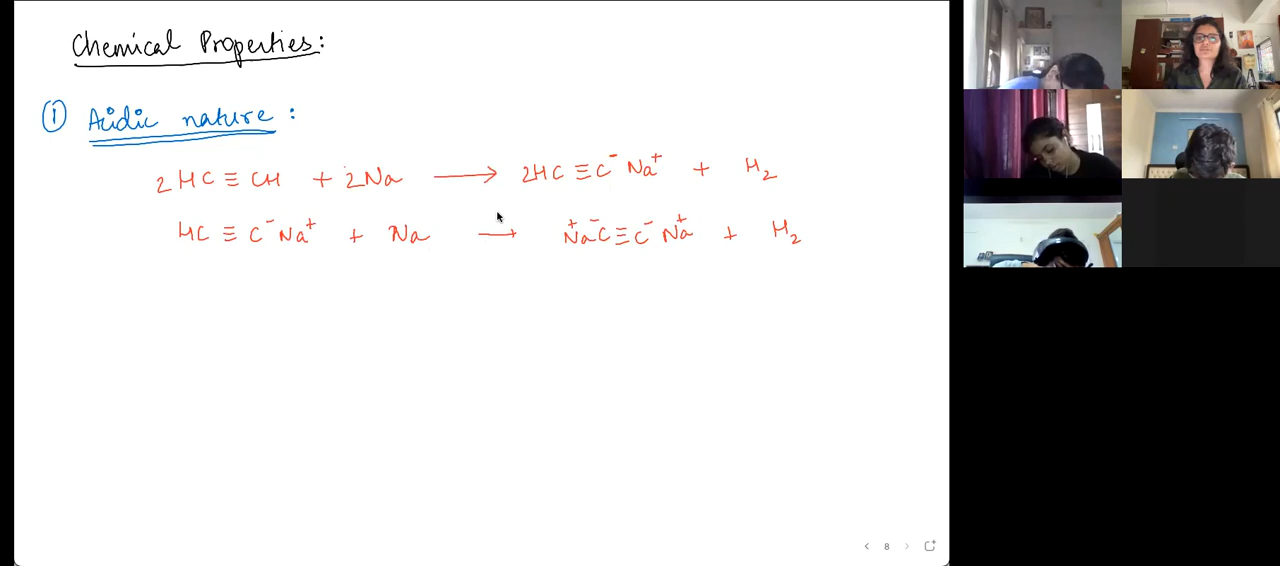 Chemical Properties:
① Acidic nature:
2HC ≡ CH + 2Na ⟶ 2HC ≡ C⁻ Na⁺ + H₂
HC ≡ C⁻ Na⁺ + Na ⟶ Na⁺ C⁻ ≡ C⁻ Na⁺ + H₂
8